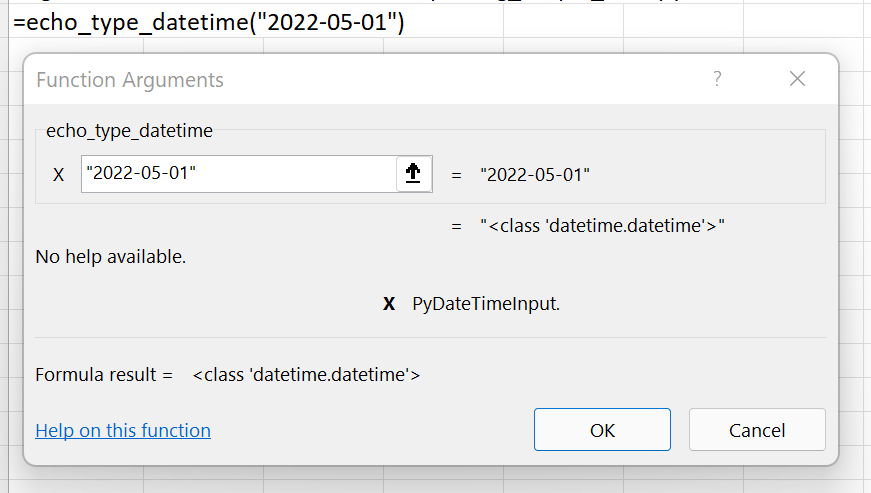 =echo_type_datetime("2022-05-01")
Function Arguments ?
echo_type_datetime
X "2022-05-01" = "2022-05-01"
= "<class 'datetime.datetime'>"
No help available.
X PyDateTimeInput.
Formula result = <class 'datetime.datetime'>
Help on this function OK Cancel